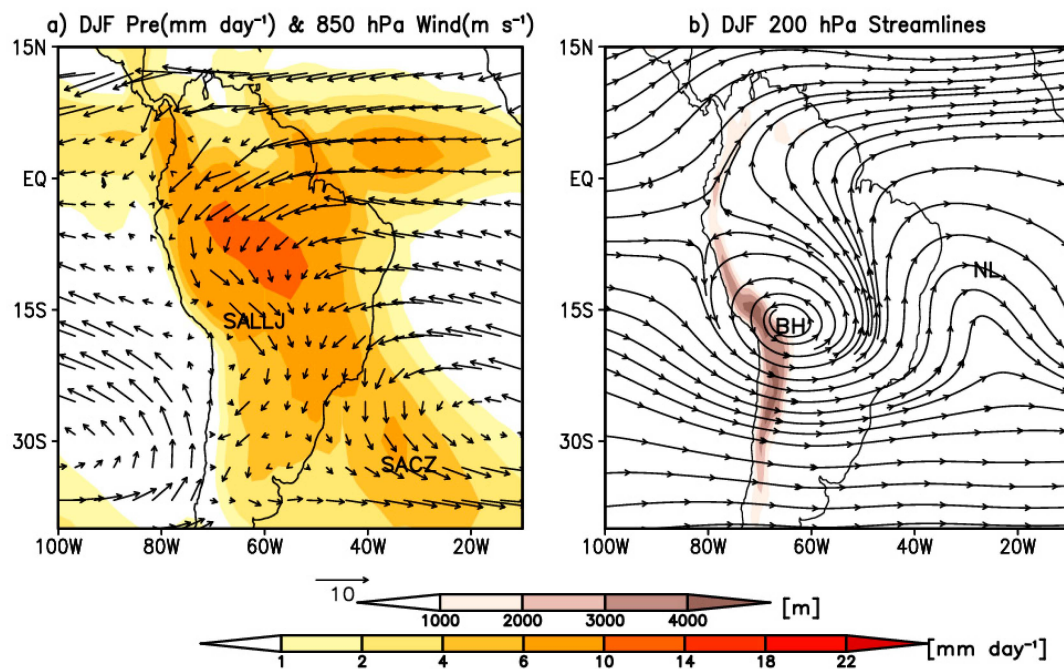 a) DJF Pre(mm day⁻¹) & 850 hPa Wind(m s⁻¹)
b) DJF 200 hPa Streamlines
15N
EQ
15S
30S
100W
80W
60W
40W
20W
SALLJ
SACZ
15N
EQ
15S
30S
100W
80W
60W
40W
20W
BH
NL
10
1000 2000 3000 4000 [m]
1 2 4 6 10 14 18 22 [mm day⁻¹]